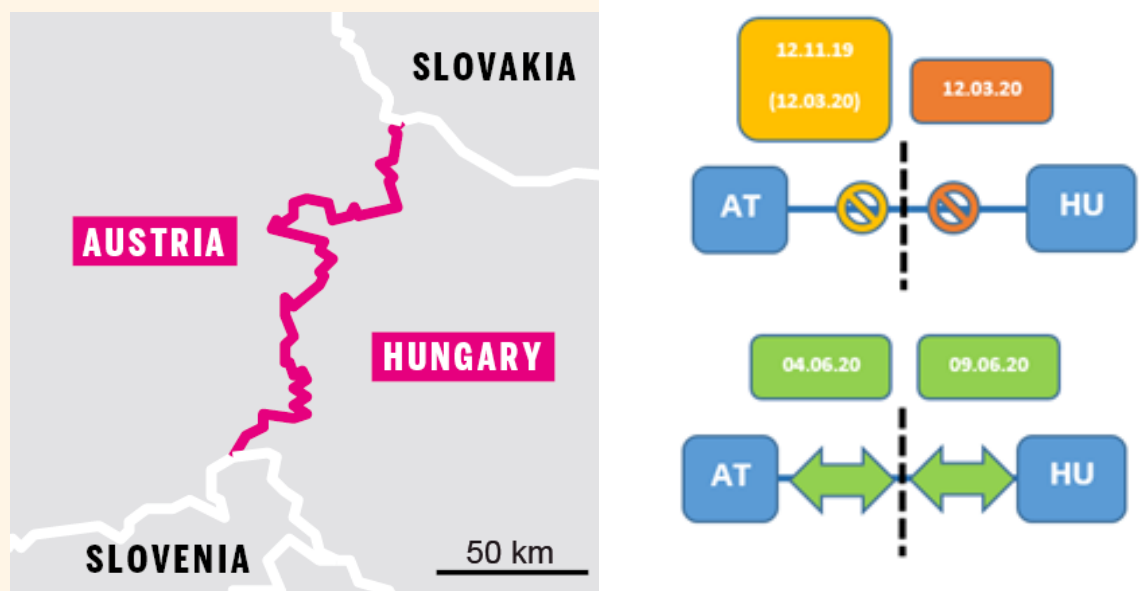 SLOVAKIA
AUSTRIA
HUNGARY
SLOVENIA
50 km
12.11.19
(12.03.20)
12.03.20
AT
HU
04.06.20
09.06.20
AT
HU